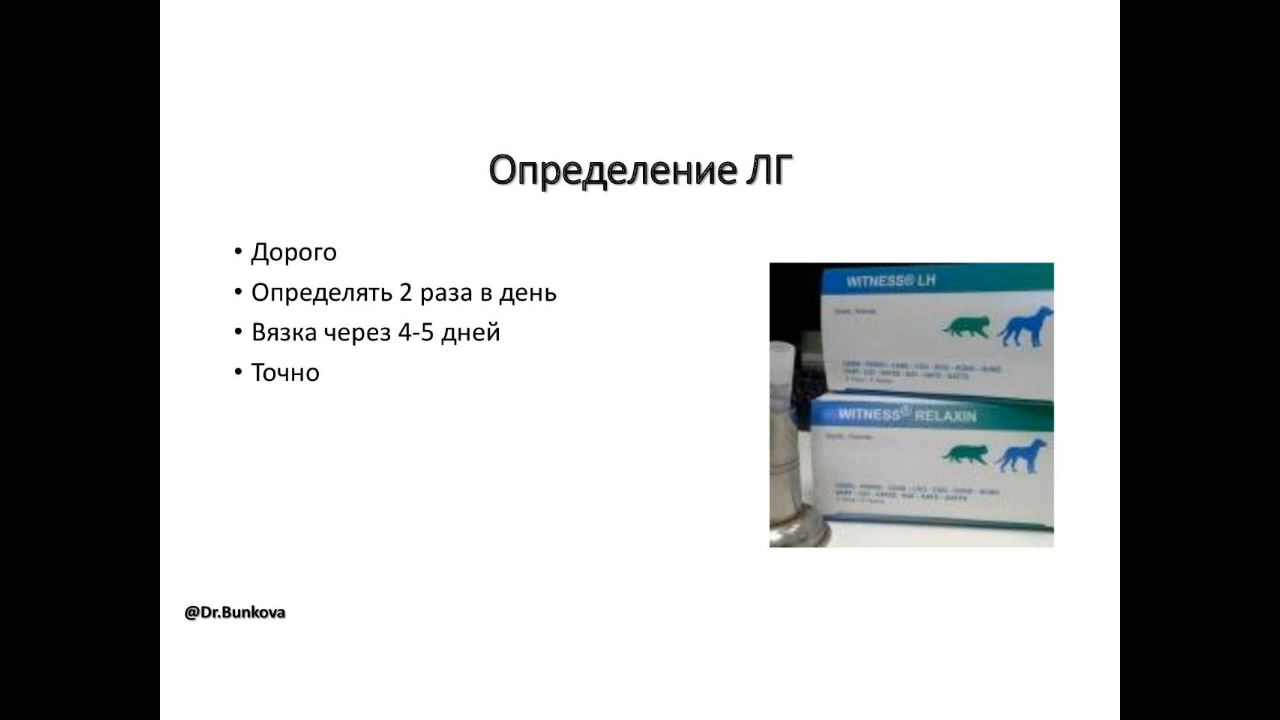 Определение ЛГ
• Дорого
• Определять 2 раза в день
• Вязка через 4-5 дней
• Точно
WITNESS® LH
WITNESS® RELAXIN
@Dr.Bunkova